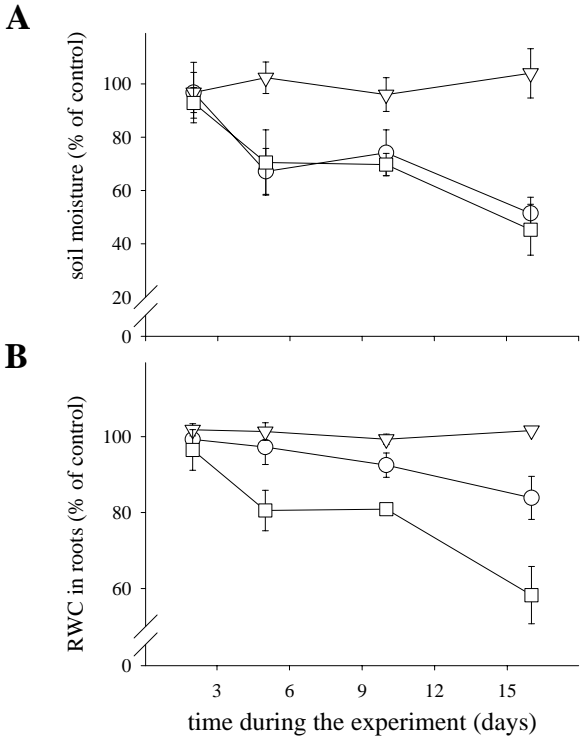 A
soil moisture (% of control)
100
80
60
40
20
0
B
RWC in roots (% of control)
100
80
60
0
3 6 9 12 15
time during the experiment (days)